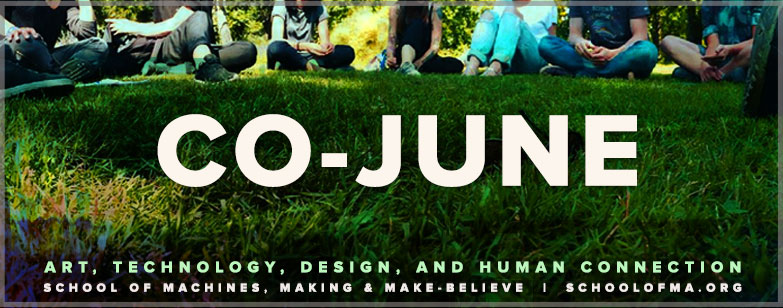 CO-JUNE
ART, TECHNOLOGY, DESIGN, AND HUMAN CONNECTION
SCHOOL OF MACHINES, MAKING & MAKE-BELIEVE | SCHOOLOFMA.ORG